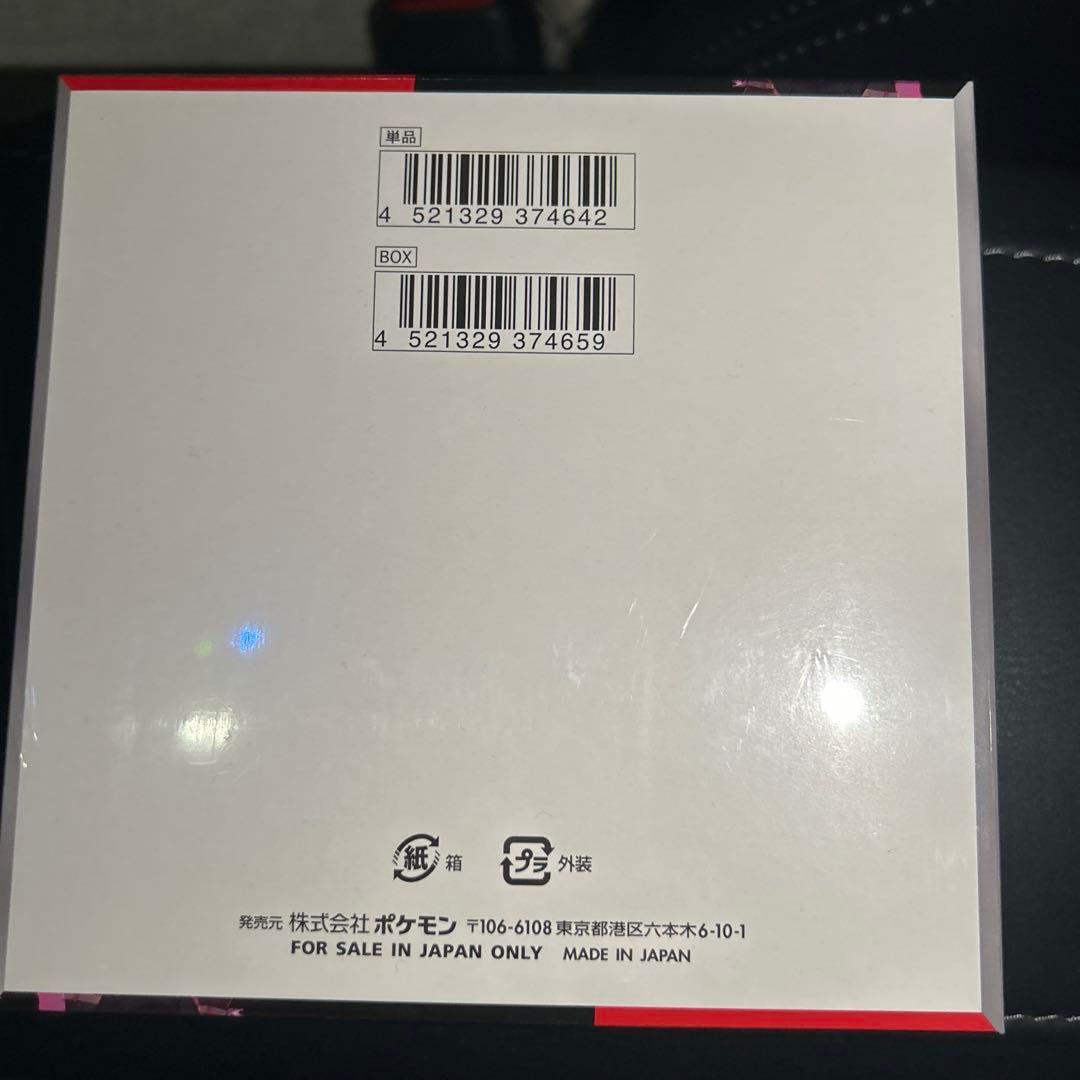 単品
4 521329 374642
BOX
4 521329 374659
紙 箱 プラ 外装
発売元 株式会社 ポケモン 〒106-6108 東京都港区六本木6-10-1
FOR SALE IN JAPAN ONLY MADE IN JAPAN